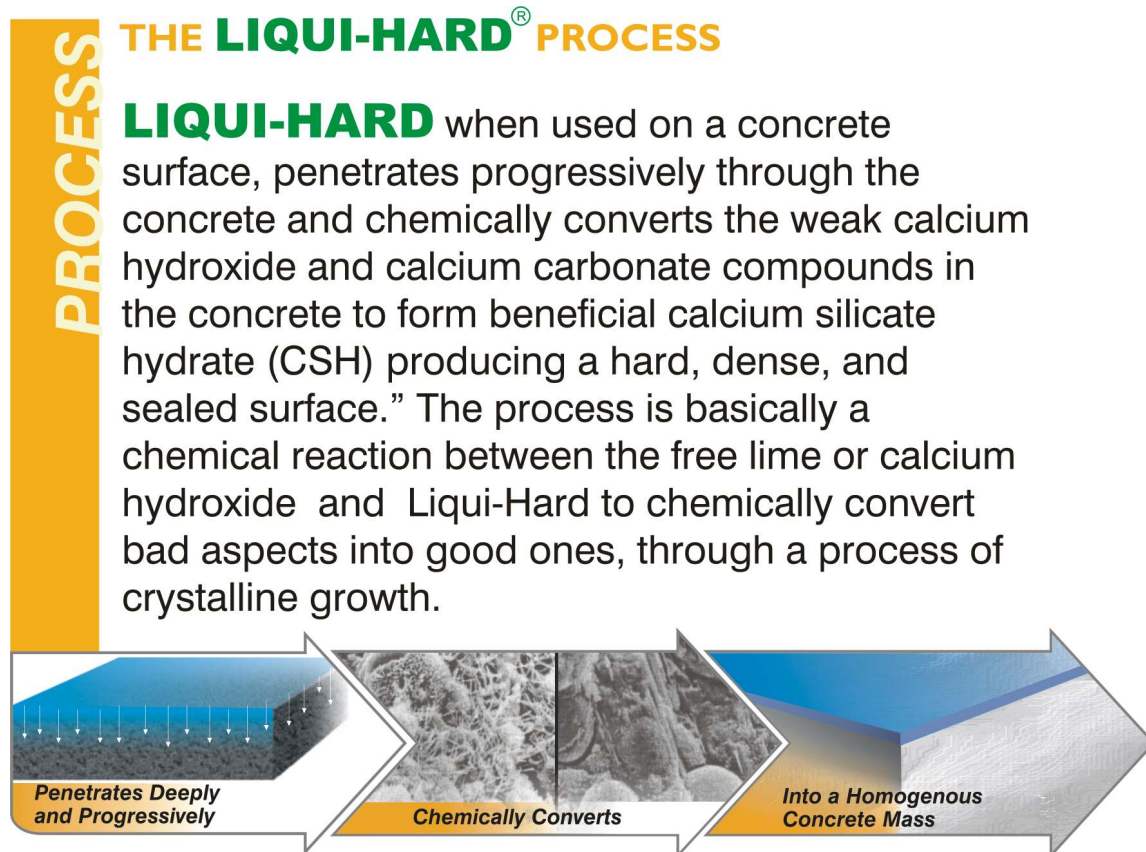 PROCESS
THE LIQUI-HARD® PROCESS
LIQUI-HARD when used on a concrete
surface, penetrates progressively through the
concrete and chemically converts the weak calcium
hydroxide and calcium carbonate compounds in
the concrete to form beneficial calcium silicate
hydrate (CSH) producing a hard, dense, and
sealed surface.” The process is basically a
chemical reaction between the free lime or calcium
hydroxide  and  Liqui-Hard to chemically convert
bad aspects into good ones, through a process of
crystalline growth.
Penetrates Deeply
and Progressively
Chemically Converts
Into a Homogenous
Concrete Mass